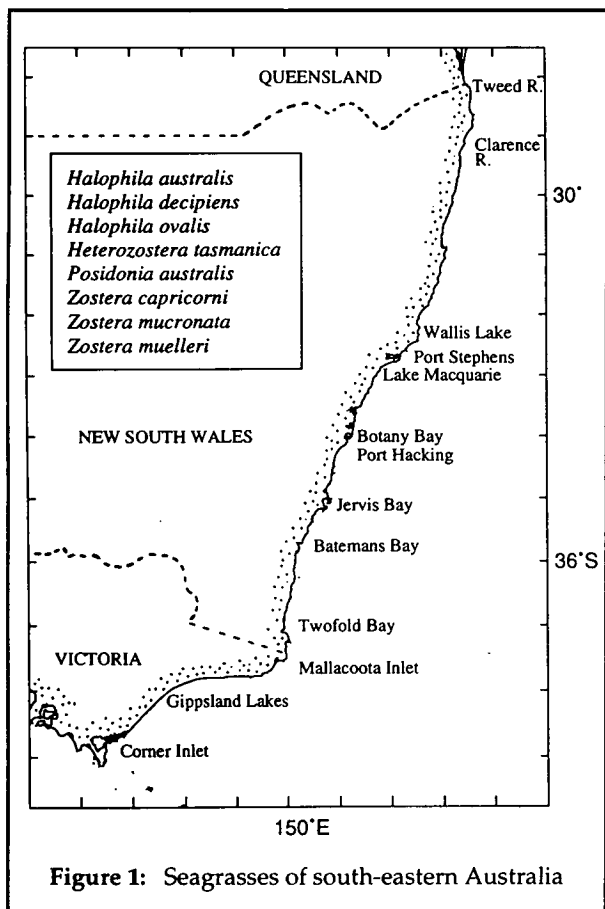 QUEENSLAND
Tweed R.
Clarence
R.
30°
Halophila australis
Halophila decipiens
Halophila ovalis
Heterozostera tasmanica
Posidonia australis
Zostera capricorni
Zostera mucronata
Zostera muelleri
Wallis Lake
Port Stephens
Lake Macquarie
NEW SOUTH WALES
Botany Bay
Port Hacking
Jervis Bay
Batemans Bay
36°S
Twofold Bay
VICTORIA
Mallacoota Inlet
Gippsland Lakes
Corner Inlet
150°E
Figure 1: Seagrasses of south-eastern Australia